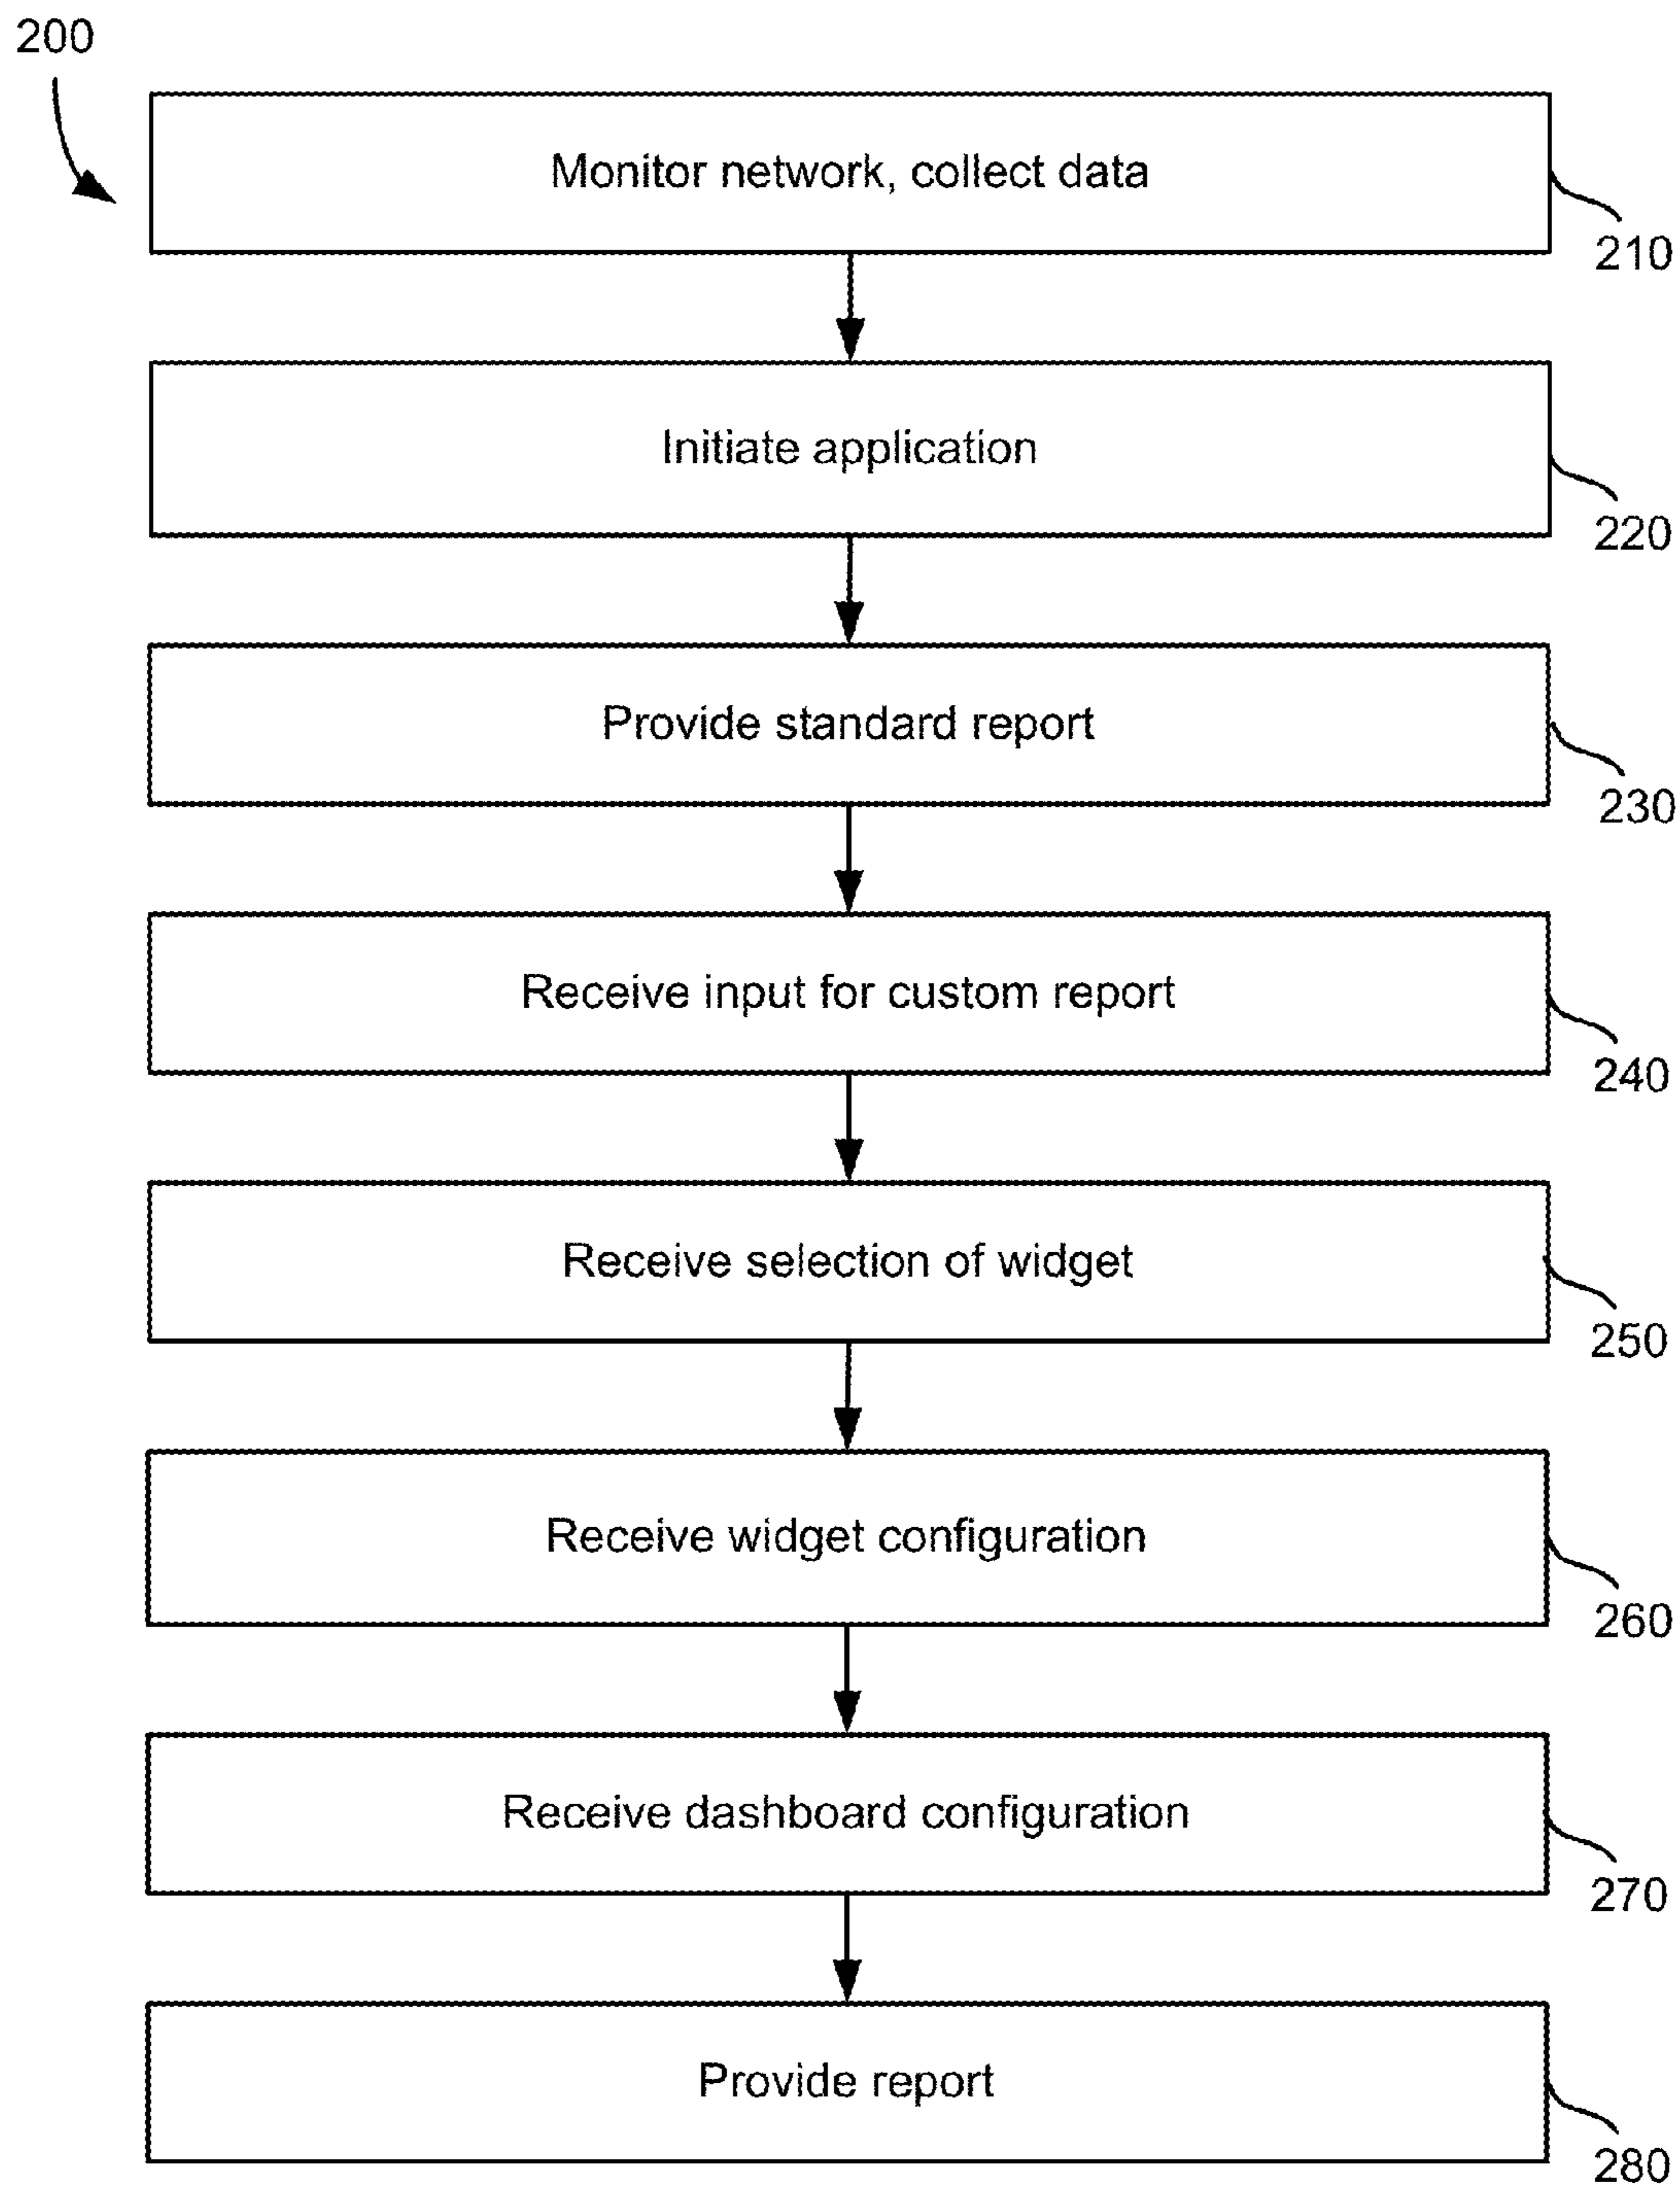 200
Monitor network, collect data
210
Initiate application
220
Provide standard report
230
Receive input for custom report
240
Receive selection of widget
250
Receive widget configuration
260
Receive dashboard configuration
270
Provide report
280